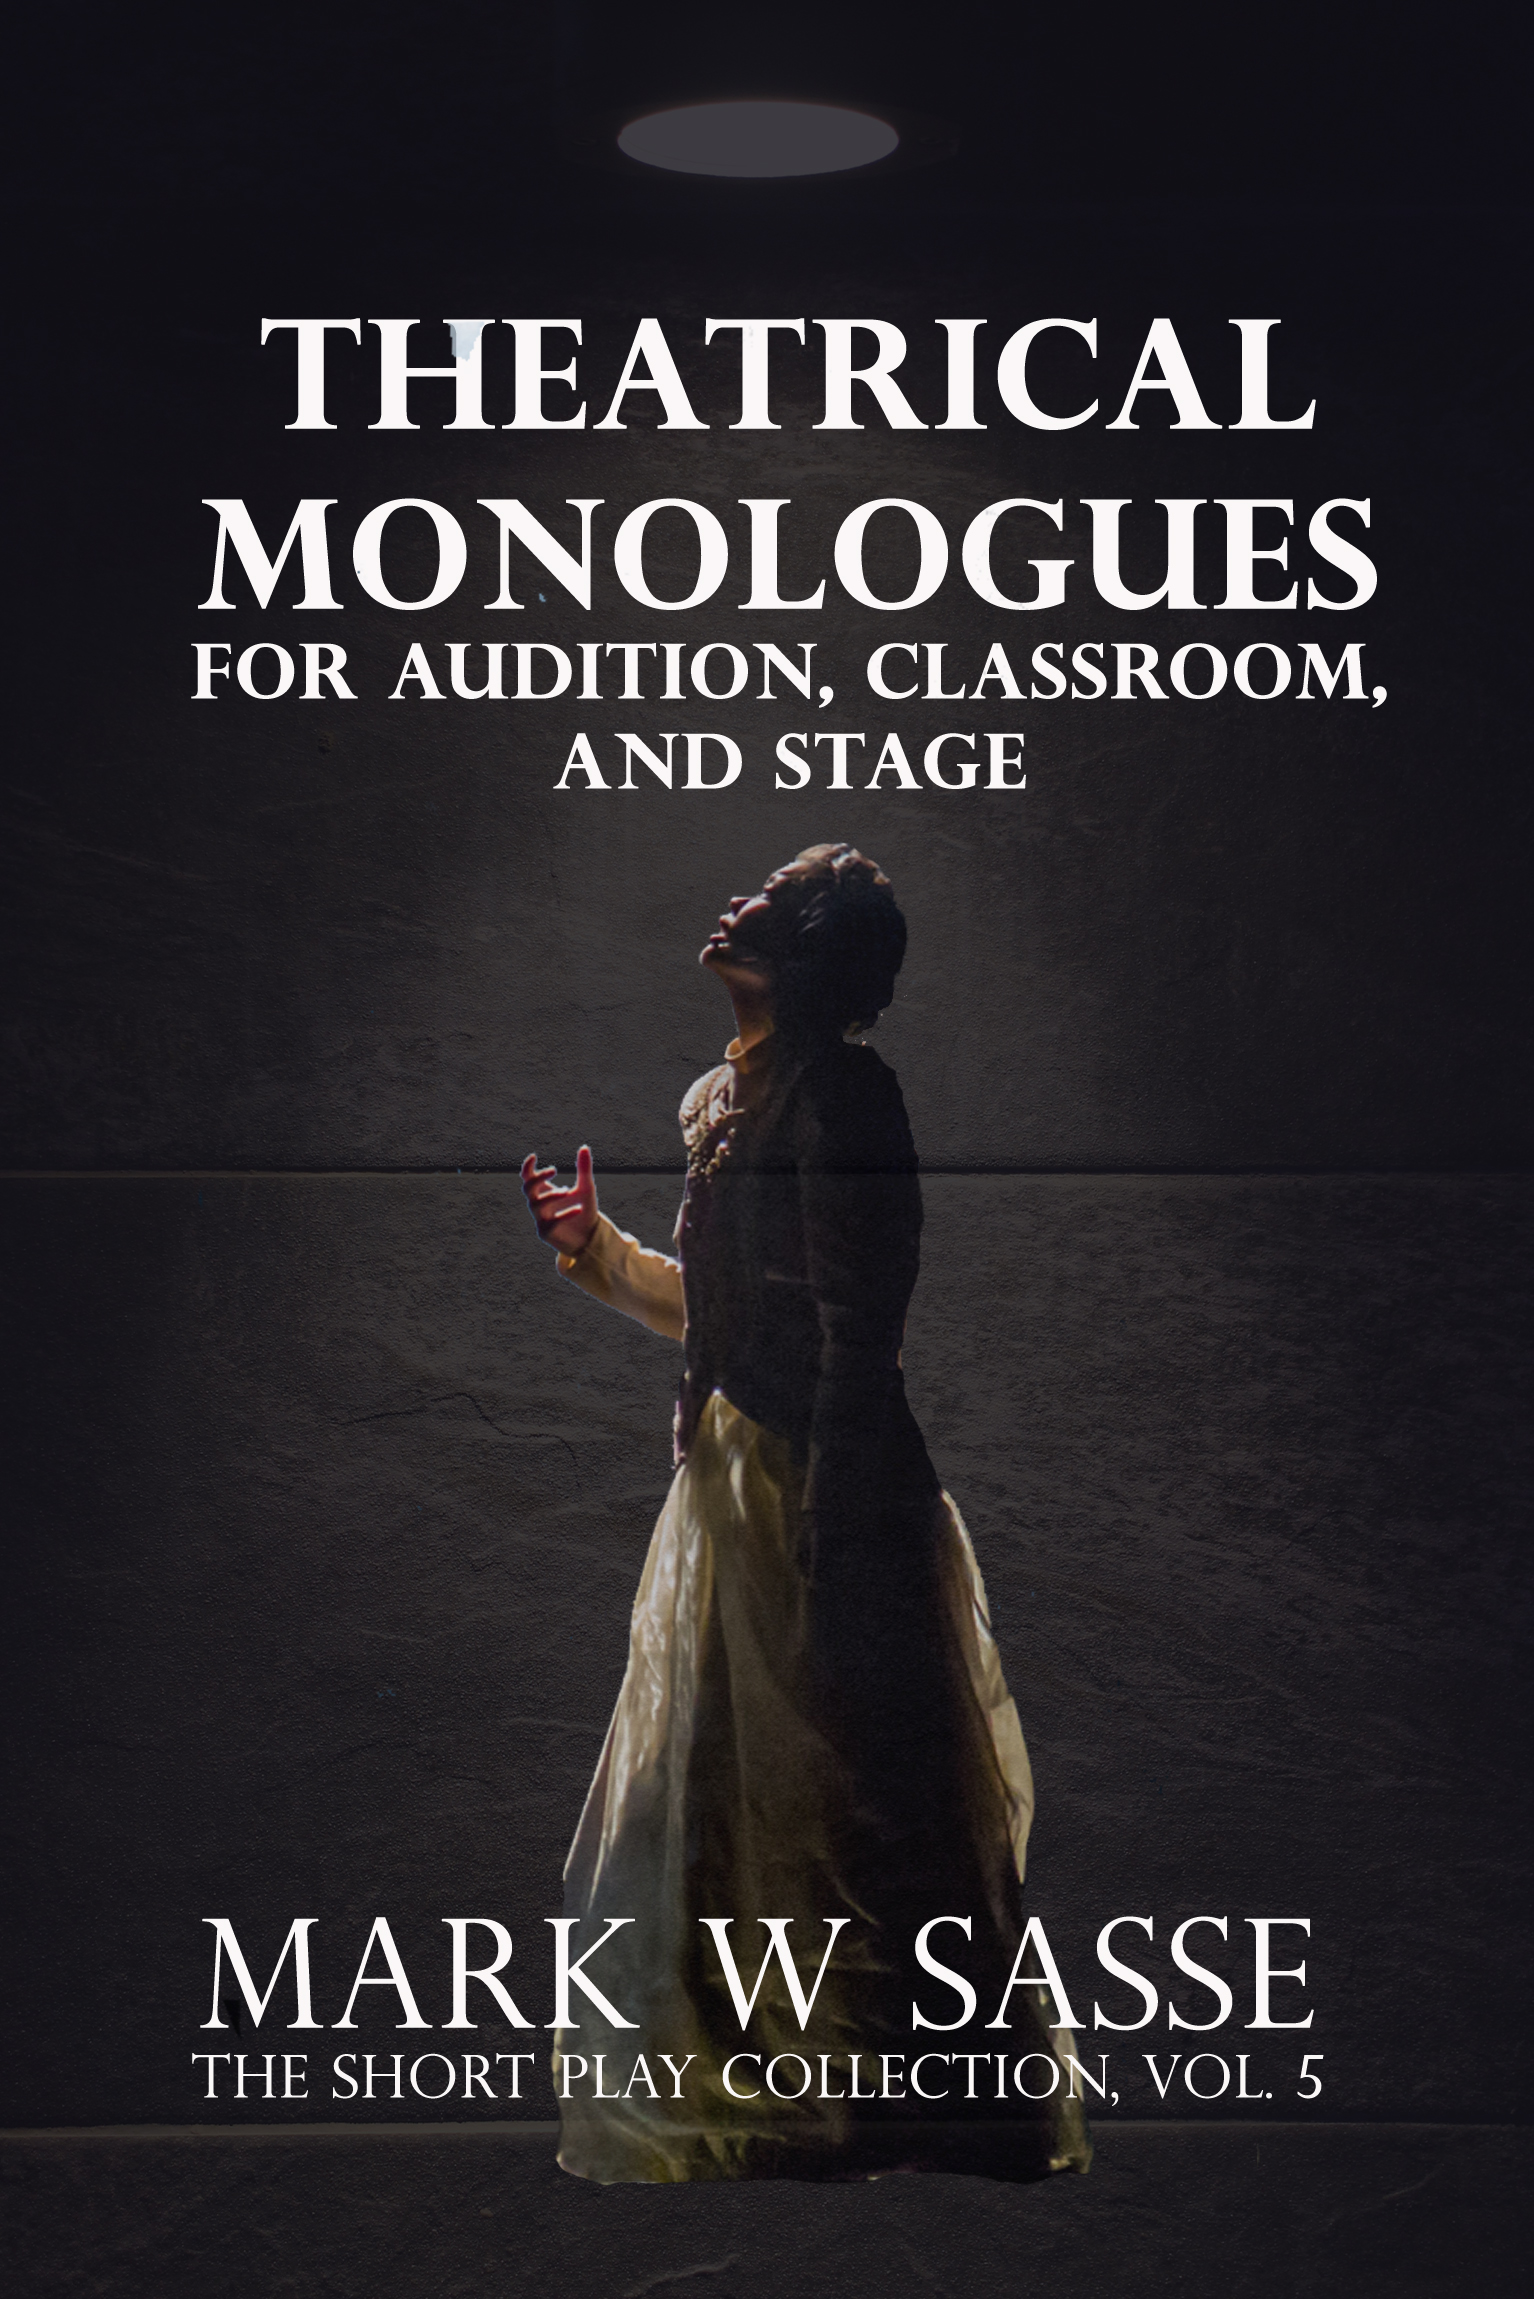 THEATRICAL
MONOLOGUES
FOR AUDITION, CLASSROOM,
AND STAGE
MARK W SASSE
THE SHORT PLAY COLLECTION, VOL. 5